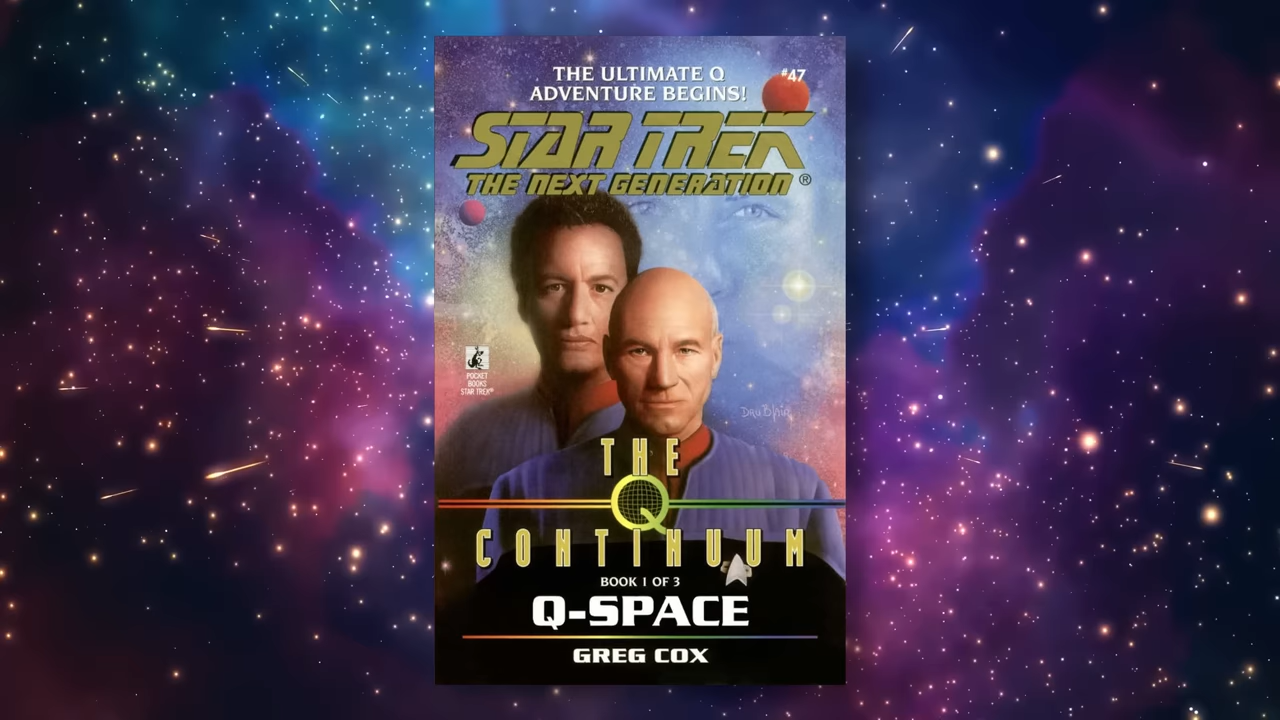 THE ULTIMATE Q
ADVENTURE BEGINS!
#47
STAR TREK
THE NEXT GENERATION ®
POCKET
BOOKS
STAR TREK®
THE
Q
CONTINUUM
BOOK 1 OF 3
Q-SPACE
GREG COX